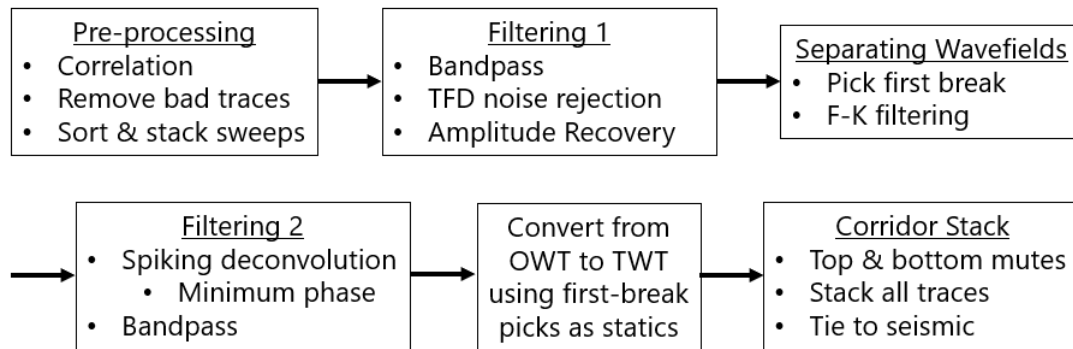 Pre-processing
• Correlation
• Remove bad traces
• Sort & stack sweeps
Filtering 1
• Bandpass
• TFD noise rejection
• Amplitude Recovery
Separating Wavefields
• Pick first break
• F-K filtering
Filtering 2
• Spiking deconvolution
• Minimum phase
• Bandpass
Convert from
OWT to TWT
using first-break
picks as statics
Corridor Stack
• Top & bottom mutes
• Stack all traces
• Tie to seismic